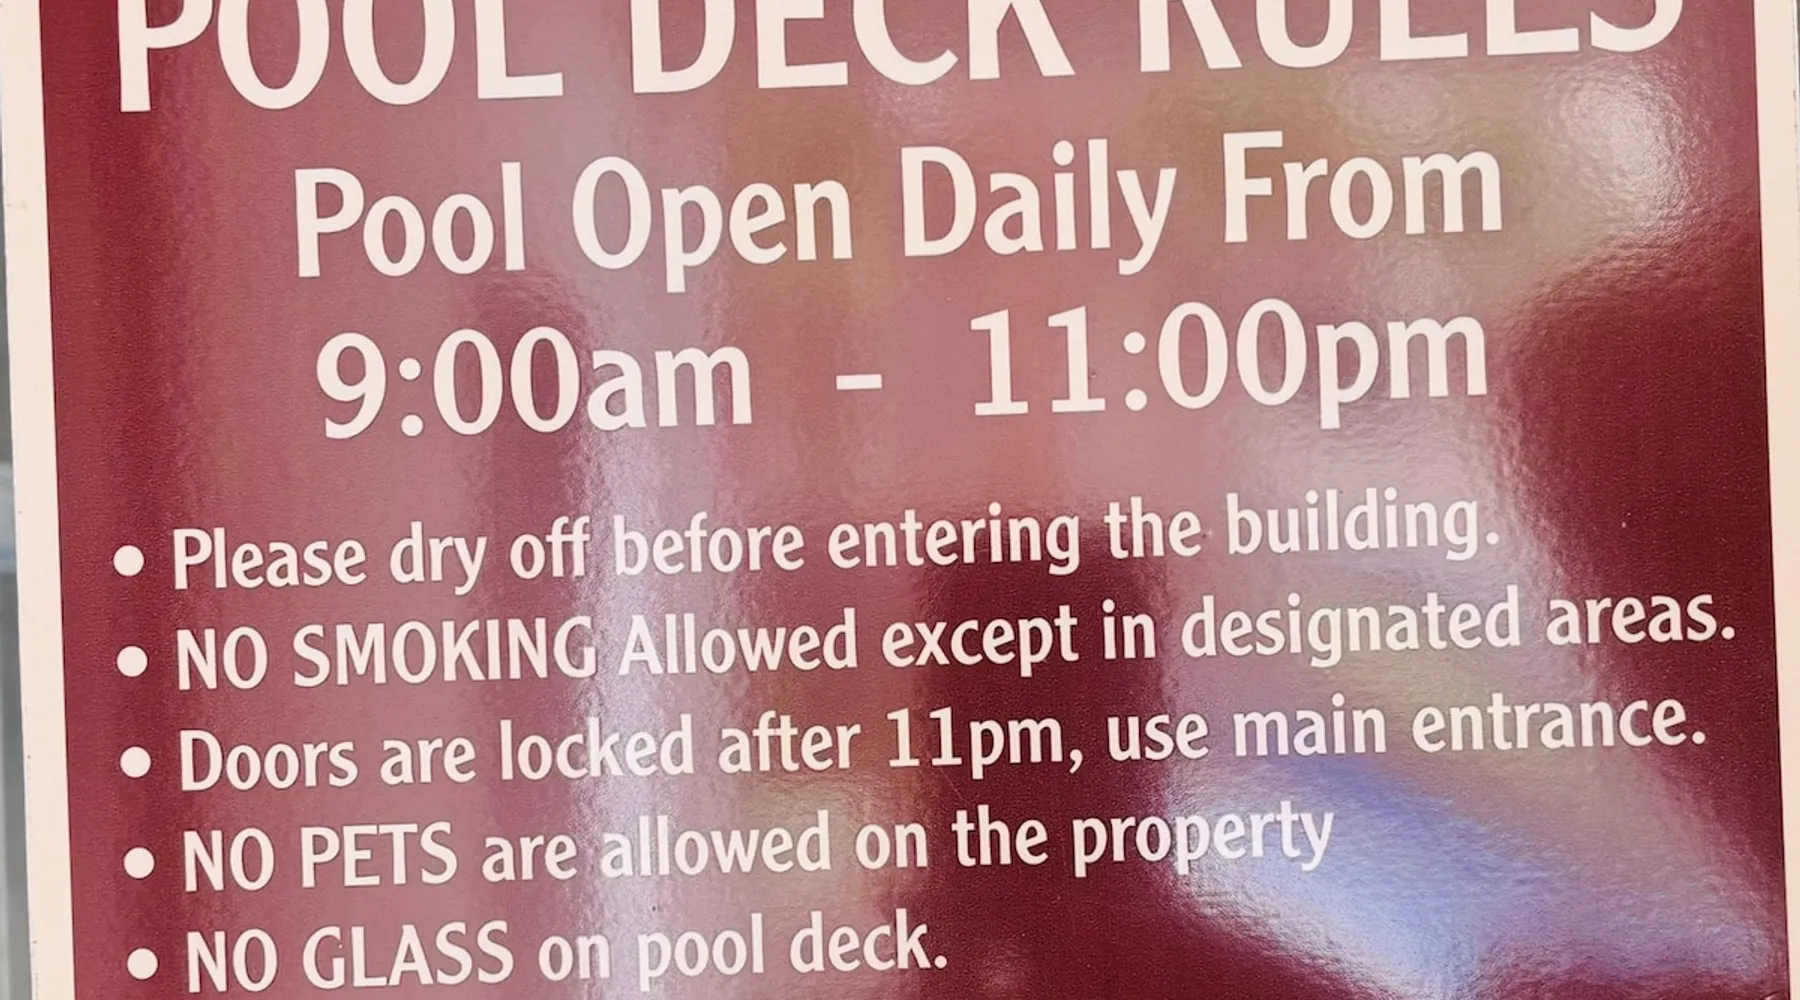 POOL DECK RULES
Pool Open Daily From
9:00am - 11:00pm
• Please dry off before entering the building.
• NO SMOKING Allowed except in designated areas.
• Doors are locked after 11pm, use main entrance.
• NO PETS are allowed on the property
• NO GLASS on pool deck.